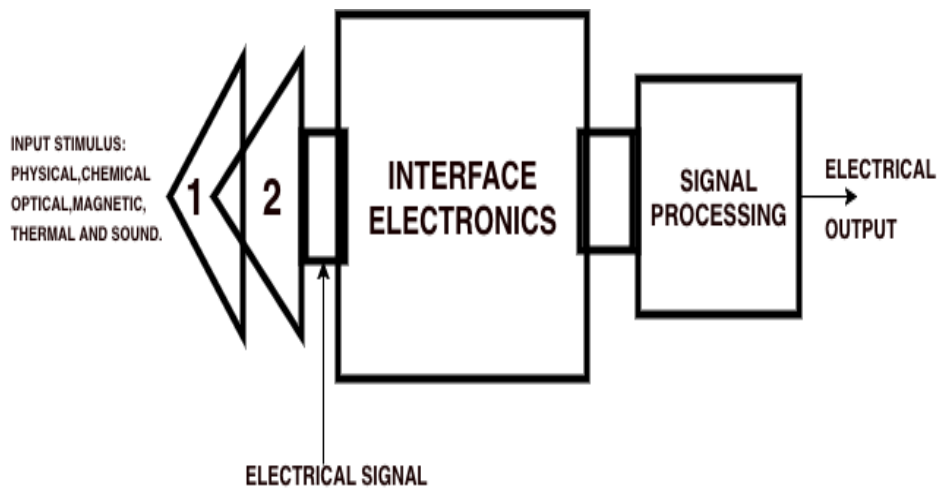 INPUT STIMULUS:
PHYSICAL,CHEMICAL
OPTICAL,MAGNETIC,
THERMAL AND SOUND.
1
2
INTERFACE
ELECTRONICS
SIGNAL
PROCESSING
ELECTRICAL
OUTPUT
ELECTRICAL SIGNAL